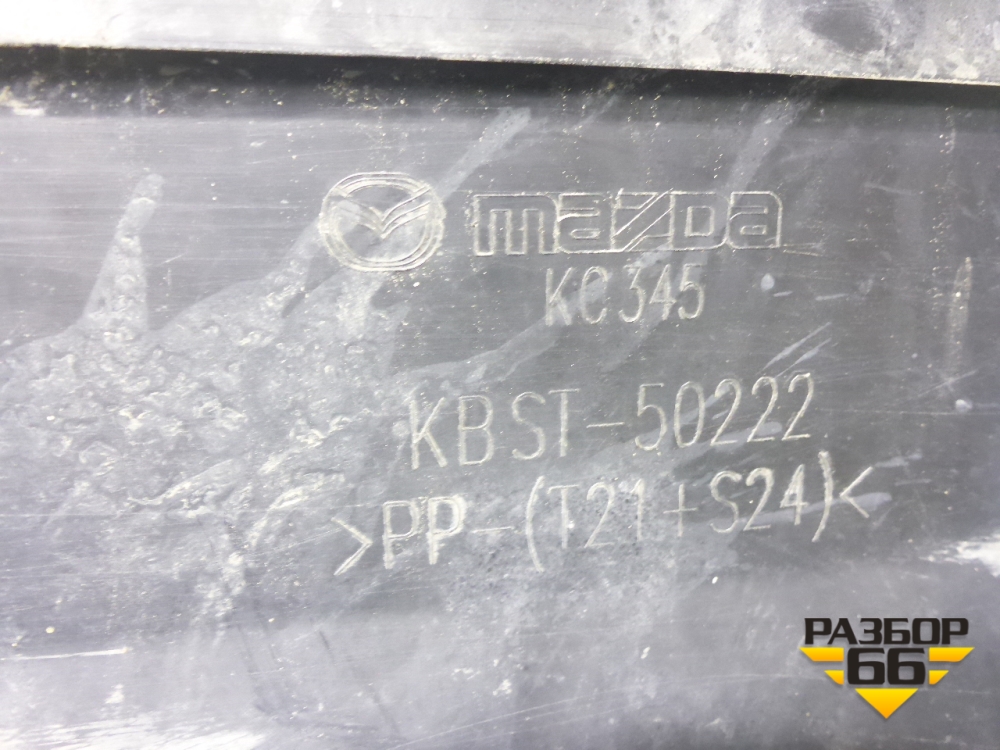 mazda
KC345
KBST-50222
>PP-(T21+S24)<
РАЗБОР
66